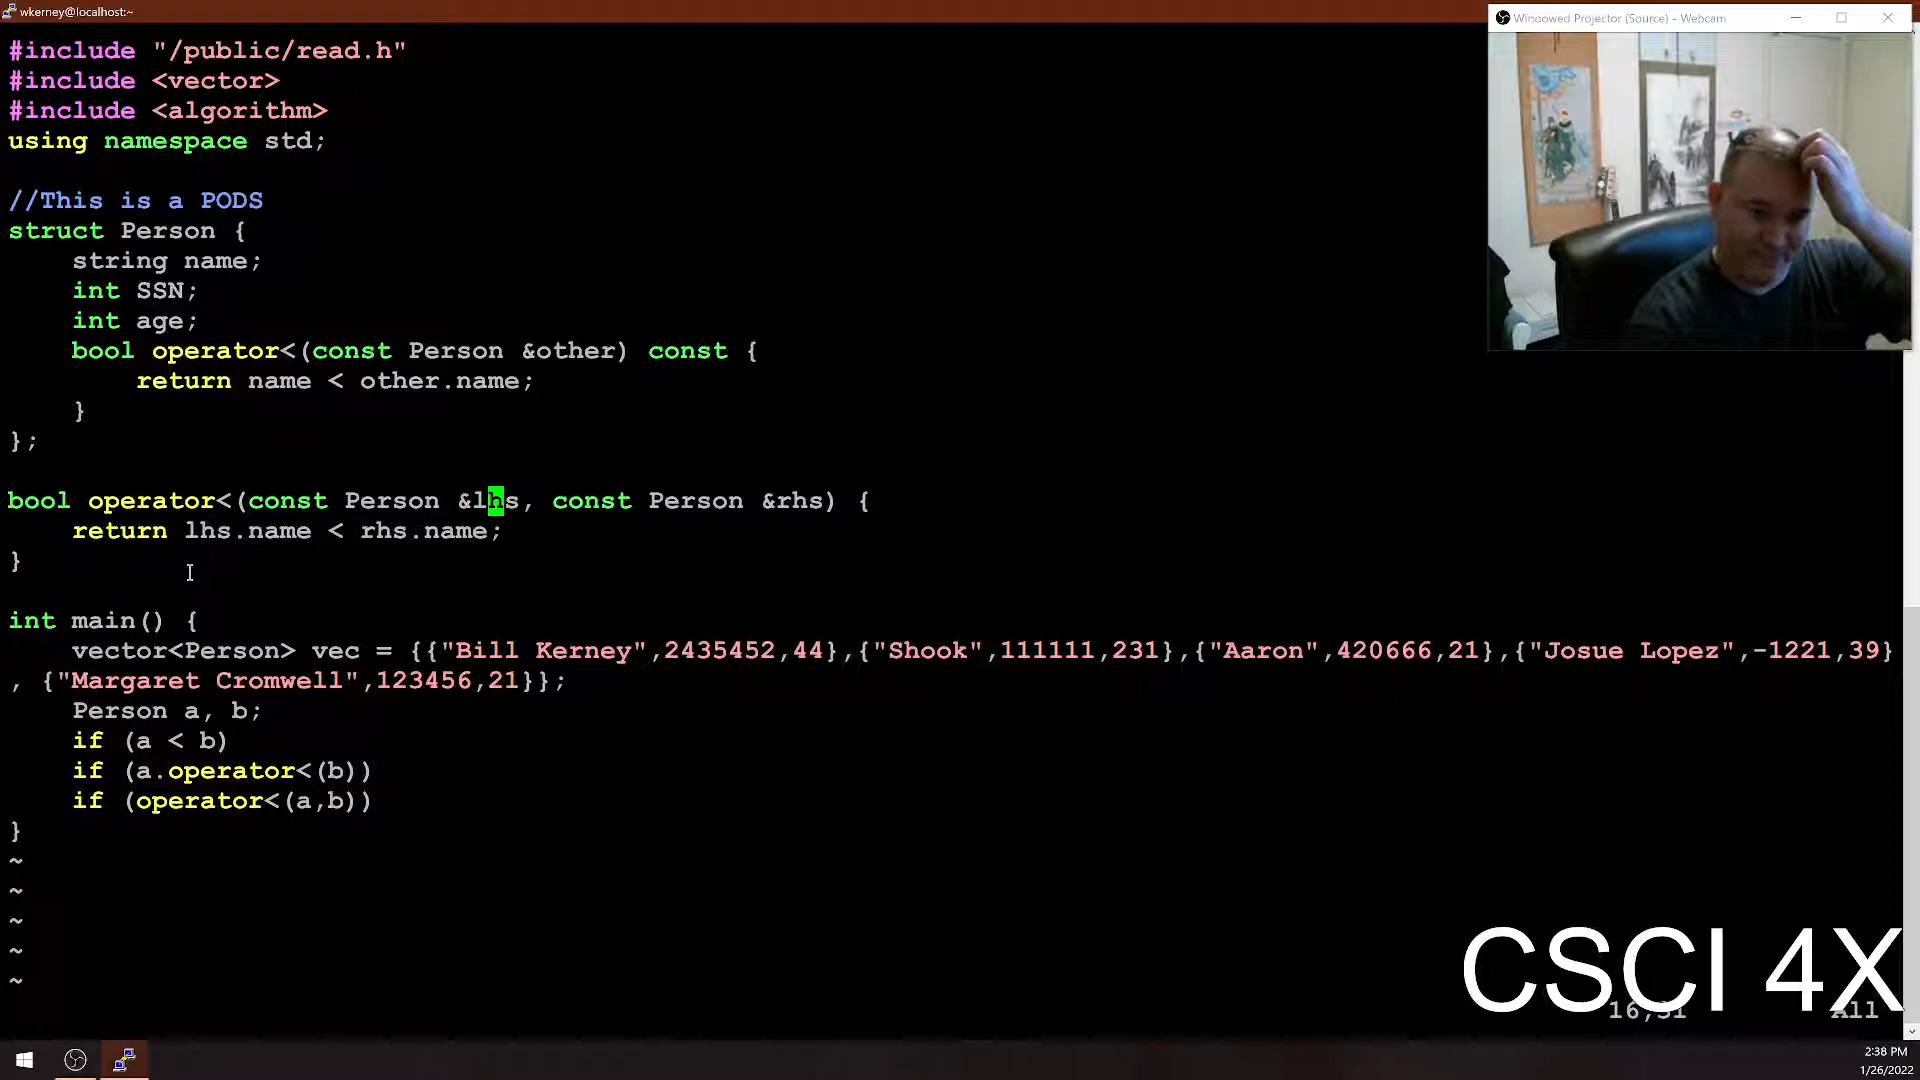 wkerney@localhost:~
Windowed Projector (Source) - Webcam
#include "/public/read.h"
#include <vector>
#include <algorithm>
using namespace std;
//This is a PODS
struct Person {
    string name;
    int SSN;
    int age;
    bool operator<(const Person &other) const {
        return name < other.name;
    }
};
bool operator<(const Person &lhs, const Person &rhs) {
    return lhs.name < rhs.name;
}
int main() {
    vector<Person> vec = {{"Bill Kerney",2435452,44},{"Shook",111111,231},{"Aaron",420666,21},{"Josue Lopez",-1221,39}
, {"Margaret Cromwell",123456,21}};
    Person a, b;
    if (a < b)
    if (a.operator<(b))
    if (operator<(a,b))
}
~
~
~
~
~
CSCI 4X
16,31 All
2:38 PM
1/26/2022